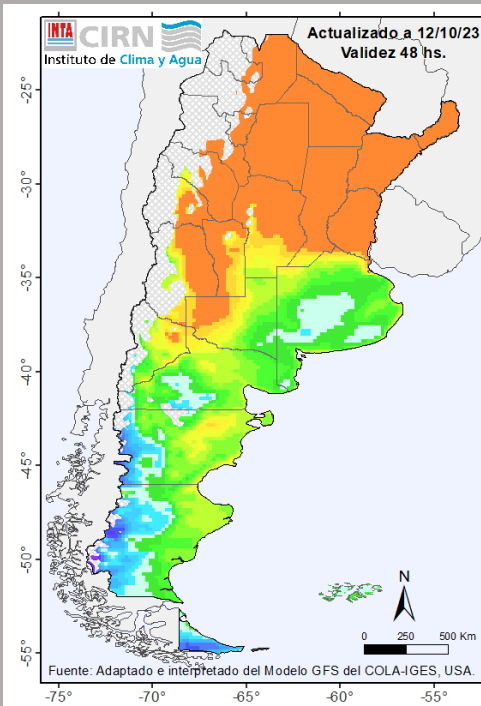 INTA CIRN
Instituto de Clima y Agua
Actualizado a 12/10/23
Validez 48 hs.
-25°
-30°
-35°
-40°
-45°
-50°
-55°
N
0 250 500 Km
Fuente: Adaptado e interpretado del Modelo GFS del COLA-IGES, USA.
-75° -70° -65° -60° -55°